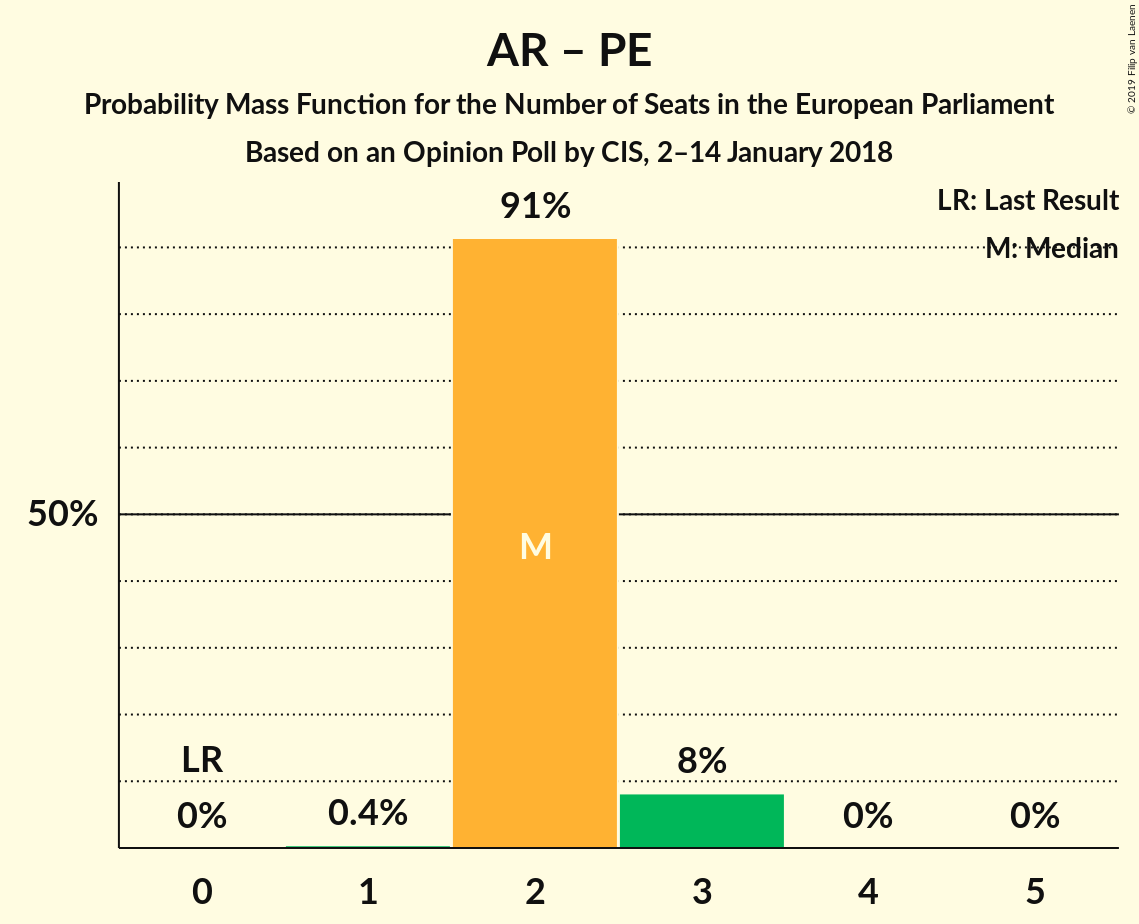 AR – PE
Probability Mass Function for the Number of Seats in the European Parliament
Based on an Opinion Poll by CIS, 2–14 January 2018
© 2019 Filip van Laenen
LR: Last Result
M: Median
91%
50%
M
LR
0%
0.4%
8%
0%
0%
0 1 2 3 4 5